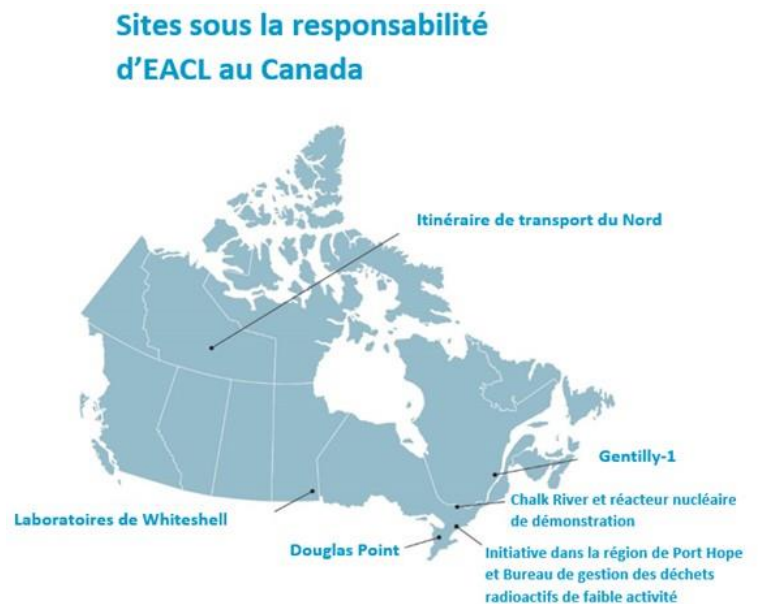 Sites sous la responsabilité
d'EACL au Canada
Itinéraire de transport du Nord
Gentilly-1
Chalk River et réacteur nucléaire
de démonstration
Laboratoires de Whiteshell
Douglas Point
Initiative dans la région de Port Hope
et Bureau de gestion des déchets
radioactifs de faible activité